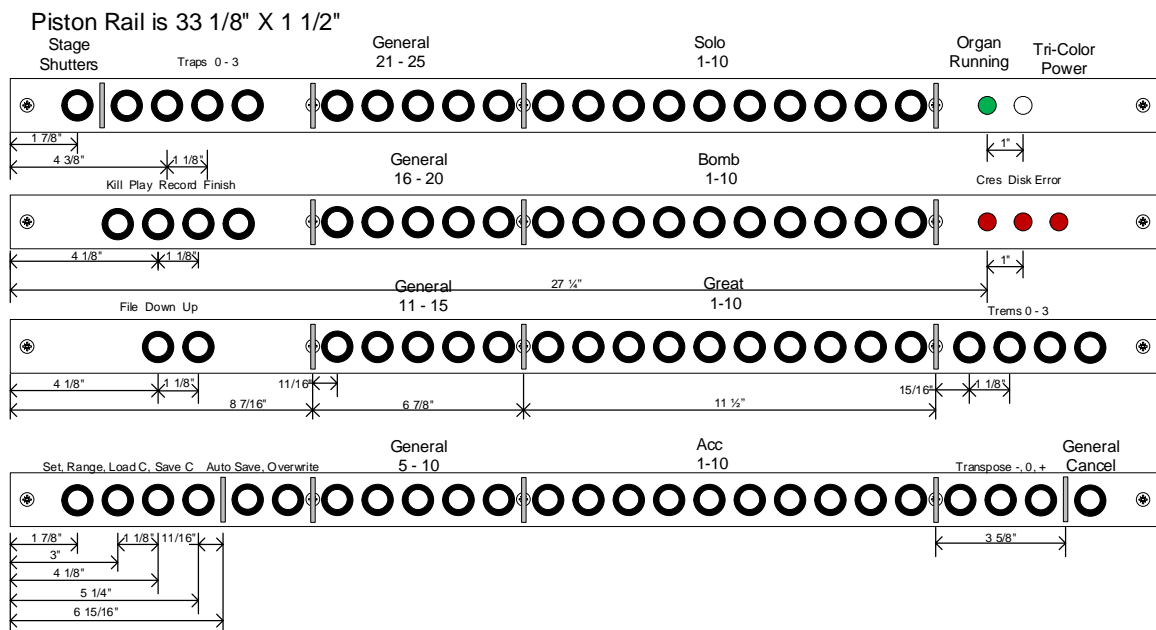 Piston Rail is 33 1/8" X 1 1/2"
Stage
Shutters
Traps 0 - 3
General
21 - 25
Solo
1-10
Organ
Running
Tri-Color
Power
1 7/8"
4 3/8"
1 1/8"
1"
Kill Play Record Finish
General
16 - 20
Bomb
1-10
Cres Disk Error
4 1/8"
1 1/8"
1"
27 ¼"
File Down Up
General
11 - 15
Great
1-10
Trems 0 - 3
4 1/8"
1 1/8"
11/16"
15/16"
1 1/8"
8 7/16"
6 7/8"
11 ½"
Set, Range, Load C, Save C
Auto Save, Overwrite
General
5 - 10
Acc
1-10
Transpose -, 0, +
General
Cancel
1 7/8"
1 1/8"
11/16"
3 5/8"
3"
4 1/8"
5 1/4"
6 15/16"